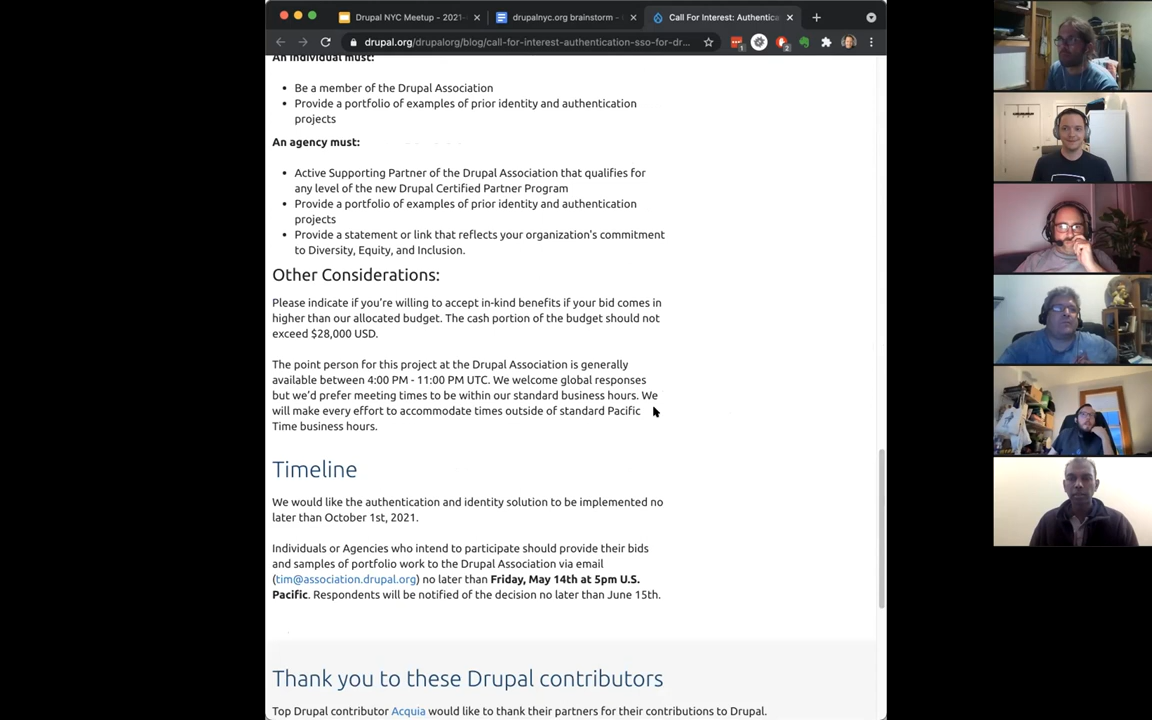 Drupal NYC Meetup - 2021-
drupalnyc.org brainstorm -
Call For Interest: Authentica
drupal.org/drupalorg/blog/call-for-interest-authentication-sso-for-dr...
An individual must:
Be a member of the Drupal Association
Provide a portfolio of examples of prior identity and authentication
projects
An agency must:
Active Supporting Partner of the Drupal Association that qualifies for
any level of the new Drupal Certified Partner Program
Provide a portfolio of examples of prior identity and authentication
projects
Provide a statement or link that reflects your organization's commitment
to Diversity, Equity, and Inclusion.
Other Considerations:
Please indicate if you're willing to accept in-kind benefits if your bid comes in
higher than our allocated budget. The cash portion of the budget should not
exceed $28,000 USD.
The point person for this project at the Drupal Association is generally
available between 4:00 PM - 11:00 PM UTC. We welcome global responses
but we'd prefer meeting times to be within our standard business hours. We
will make every effort to accommodate times outside of standard Pacific
Time business hours.
Timeline
We would like the authentication and identity solution to be implemented no
later than October 1st, 2021.
Individuals or Agencies who intend to participate should provide their bids
and samples of portfolio work to the Drupal Association via email
(tim@association.drupal.org) no later than Friday, May 14th at 5pm U.S.
Pacific. Respondents will be notified of the decision no later than June 15th.
Thank you to these Drupal contributors
Top Drupal contributor Acquia would like to thank their partners for their contributions to Drupal.